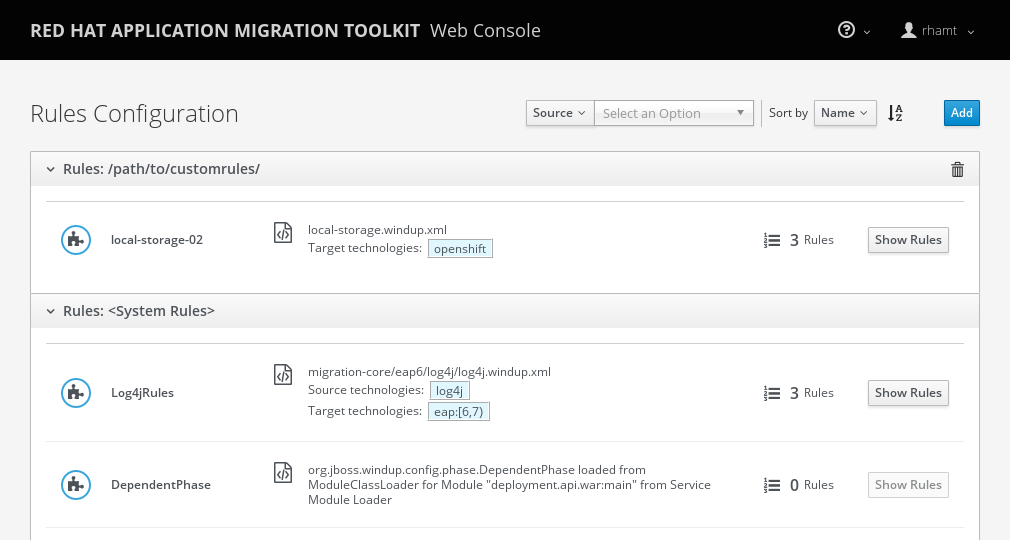 RED HAT APPLICATION MIGRATION TOOLKIT Web Console
rhamt
Rules Configuration
Source
Select an Option
Sort by
Name
Add
Rules: /path/to/customrules/
local-storage-02
local-storage.windup.xml
Target technologies: openshift
3 Rules
Show Rules
Rules: <System Rules>
Log4jRules
migration-core/eap6/log4j/log4j.windup.xml
Source technologies: log4j
Target technologies: eap:[6,7)
3 Rules
Show Rules
DependentPhase
org.jboss.windup.config.phase.DependentPhase loaded from
ModuleClassLoader for Module "deployment.api.war:main" from Service
Module Loader
0 Rules
Show Rules